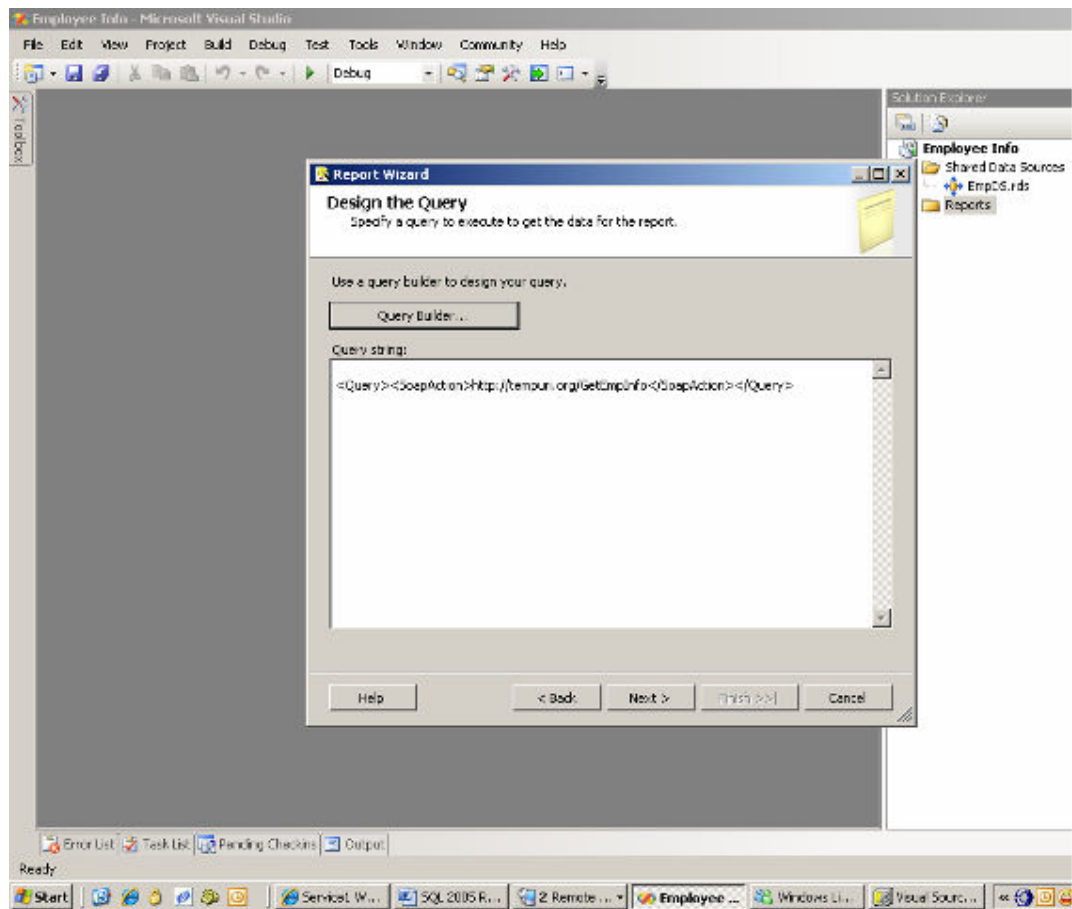 Employee Info - Microsoft Visual Studio
File Edit View Project Build Debug Test Tools Window Community Help
Debug
Toolbox
Solution Explorer
Employee Info
Shared Data Sources
EmpDS.rds
Reports
Report Wizard
Design the Query
Specify a query to execute to get the data for the report.
Use a query builder to design your query.
Query Builder...
Query string:
<Query><SoapAction>http://tempuri.org/GetEmpInfo</SoapAction></Query>
Help < Back Next > Finish >>| Cancel
Error List Task List Pending Checkins Output
Ready
Start Service1 W... SQL 2005 R... 2 Remote ... Employee ... Windows Li... Visual Sourc...